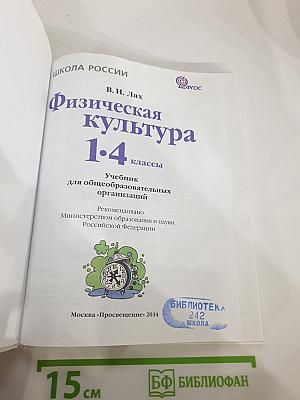 ШКОЛА РОССИИ
ФГОС
В. И. Лях
Физическая
культура
1•4 классы
Учебник
для общеобразовательных
организаций
Рекомендовано
Министерством образования и науки
Российской Федерации
БИБЛИОТЕКА
242
ШКОЛА
Москва «Просвещение» 2014
15 см
БФ БИБЛИОФАН